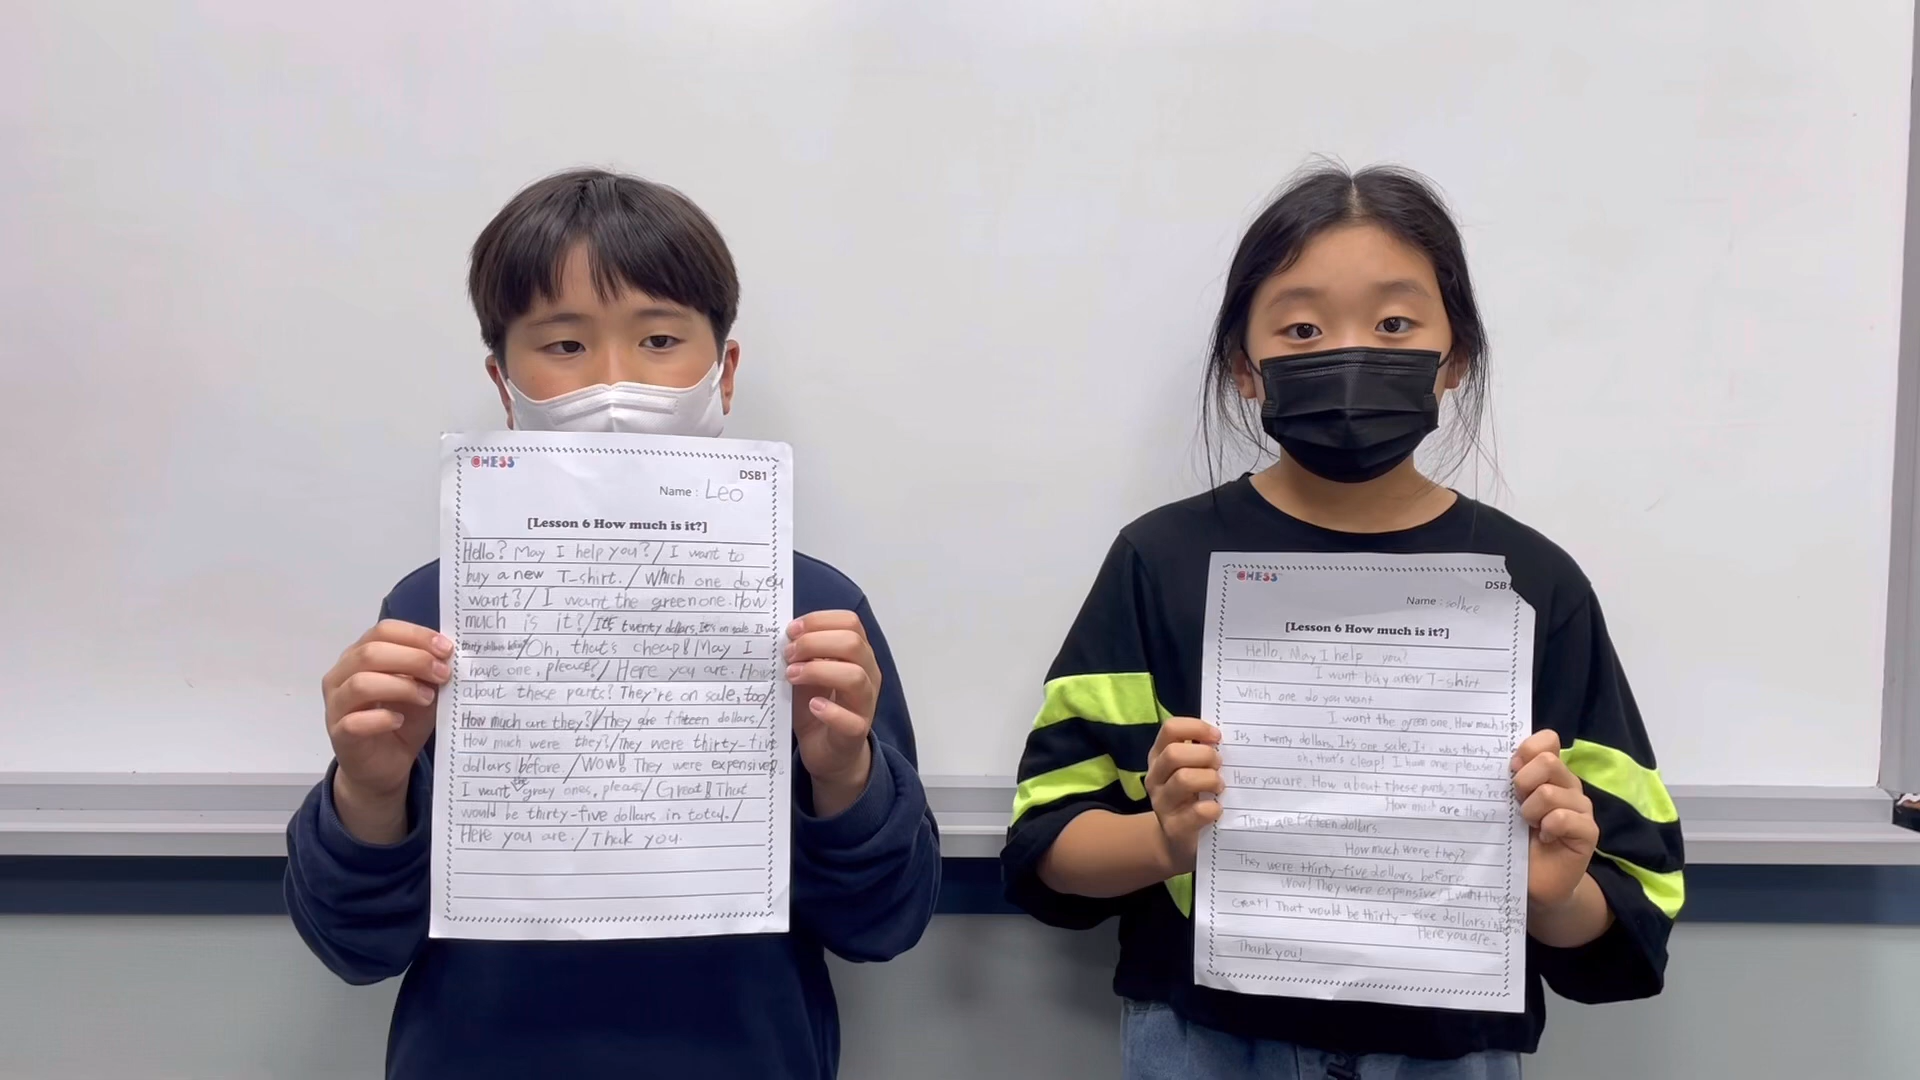 CHESS
DSB1
Name : Leo
[Lesson 6 How much is it?]
Hello? May I help you? / I want to
buy a new T-shirt. / Which one do you
want? / I want the green one. How
much is it? / It's twenty dollars. It's on sale. It was
thirty dollars before / Oh, that's cheap! / May I
have one, please? / Here you are. How
about these pants? They're on sale, too /
How much are they? / They are fifteen dollars. /
How much were they? / They were thirty-five
dollars before. / Wow! They were expensive!
I want the gray ones, please / Great! That
would be thirty-five dollars in total. /
Here you are. / Thank you.
CHESS
DSB1
Name : solhee
[Lesson 6 How much is it?]
Hello, May I help you?
I want buy a new T-shirt
Which one do you want
I want the green one. How much is it?
It's twenty dollars, It's one sale, It was thirty doll
oh, that's cleap! I have one please?
Hear you are. How about these pants? They're on
How much are they?
They are fifteen dollars.
How much were they?
They were thirty-five dollars before
Wow! They were expensive! I want the gray
Great! That would be thirty-five dollars in
Here you are.
Thank you!